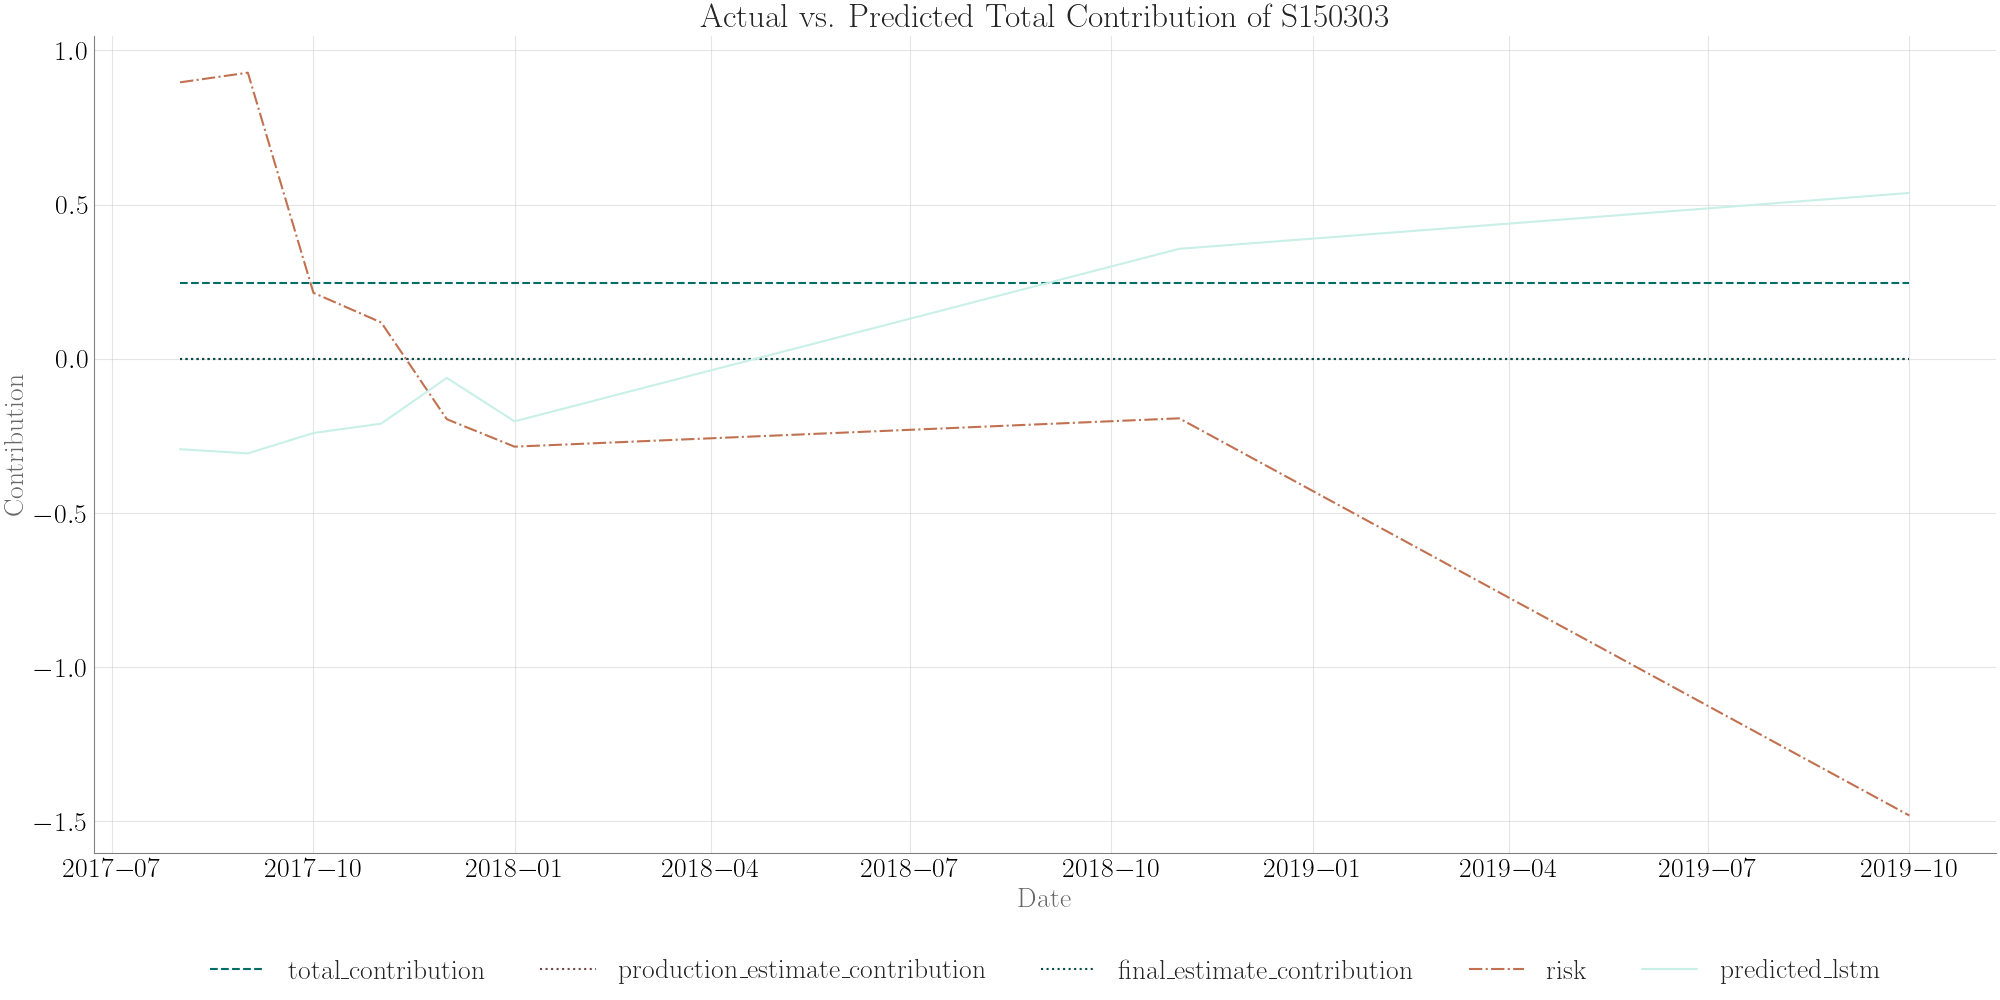 Actual vs. Predicted Total Contribution of S150303
1.0
0.5
0.0
−0.5
−1.0
−1.5
Contribution
2017−07 2017−10 2018−01 2018−04 2018−07 2018−10 2019−01 2019−04 2019−07 2019−10
Date
total_contribution production_estimate_contribution final_estimate_contribution risk predicted_lstm